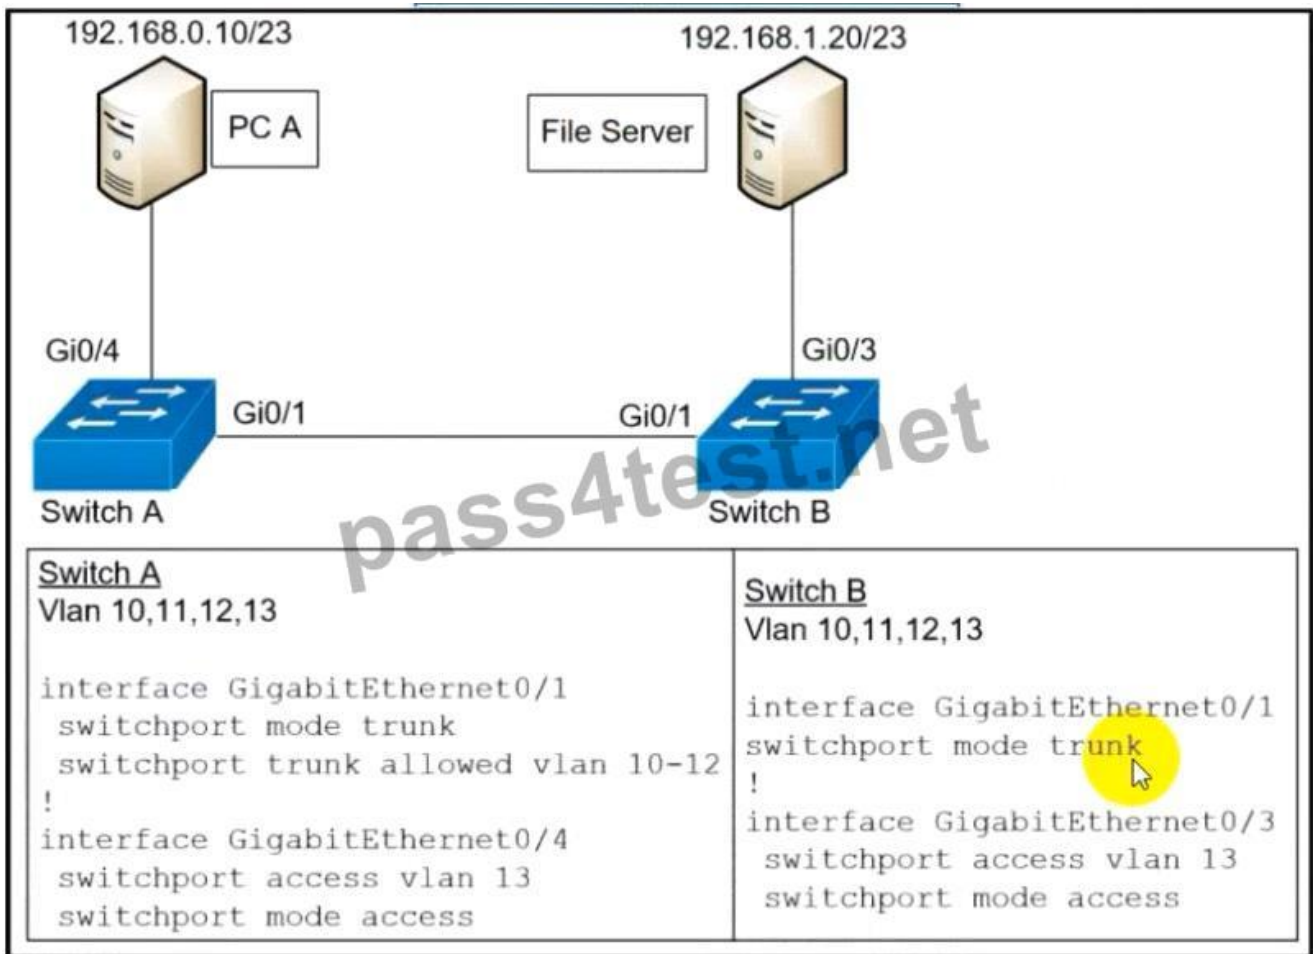 192.168.0.10/23
192.168.1.20/23
PC A
File Server
Gi0/4
Gi0/3
Gi0/1
Gi0/1
Switch A
Switch B
pass4test.net
Switch A
Vlan 10,11,12,13
interface GigabitEthernet0/1
switchport mode trunk
switchport trunk allowed vlan 10-12
!
interface GigabitEthernet0/4
switchport access vlan 13
switchport mode access
Switch B
Vlan 10,11,12,13
interface GigabitEthernet0/1
switchport mode trunk
!
interface GigabitEthernet0/3
switchport access vlan 13
switchport mode access